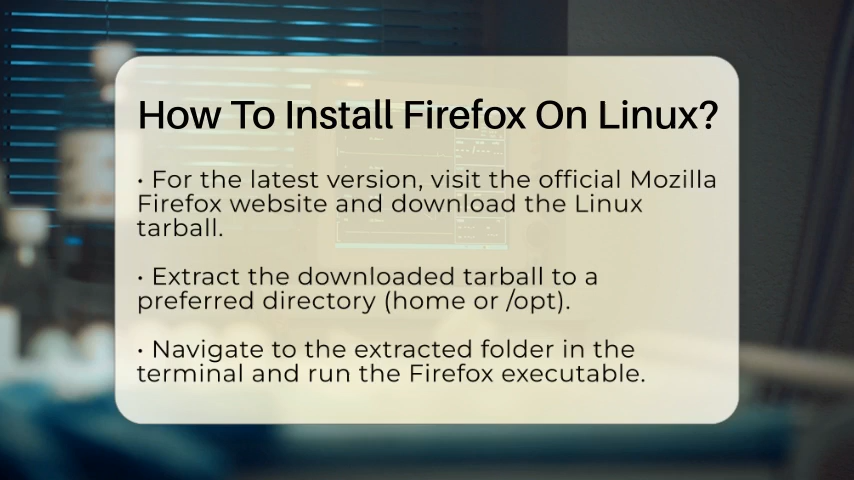 How To Install Firefox On Linux?
• For the latest version, visit the official Mozilla
Firefox website and download the Linux
tarball.
• Extract the downloaded tarball to a
preferred directory (home or /opt).
• Navigate to the extracted folder in the
terminal and run the Firefox executable.